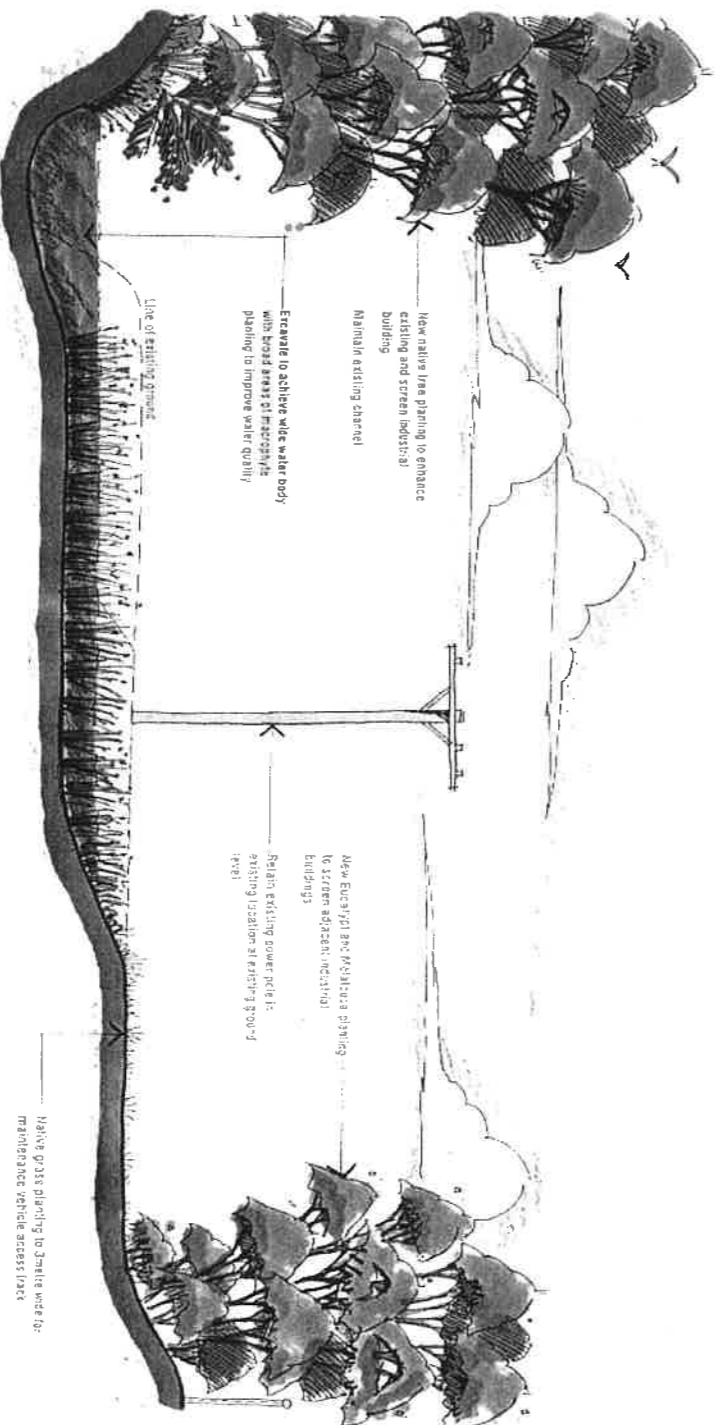 New native tree planting to enhance
existing and screen industrial
building
Maintain existing channel
Excavate to achieve wide water body
with broad areas of macrophyte
planting to improve water quality
Line of existing ground
New Eucalypt and Melaleuca planting
to screen adjacent industrial
buildings
Retain existing power pole in
existing location at existing ground
level
Native grass planting to 3metre wide for
maintenance vehicle access track